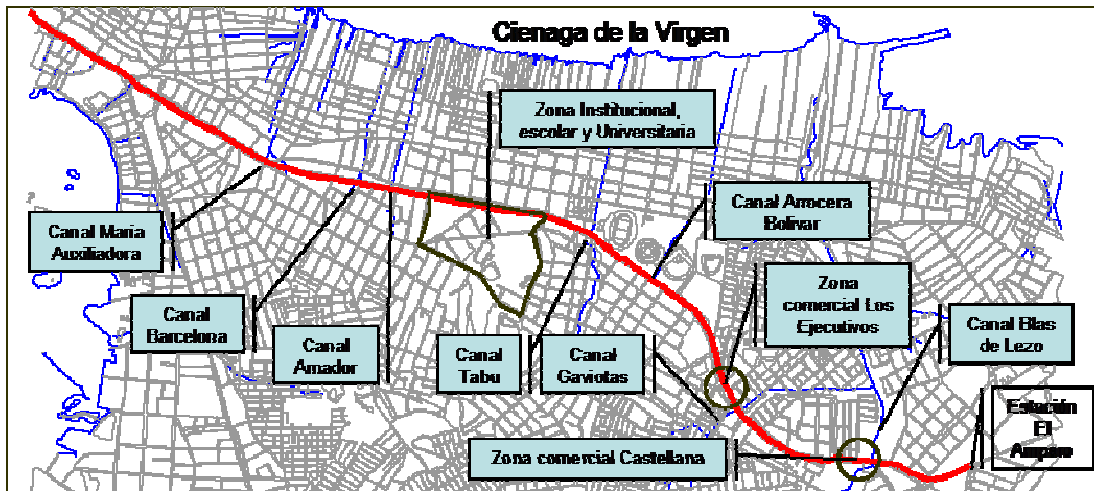 Cienaga de la Virgen
Zona Institucional,
escolar y Universitaria
Canal Arrocera
Bolivar
Canal Maria
Auxiliadora
Zona
comercial Los
Ejecutivos
Canal
Barcelona
Canal
Amador
Canal
Tabu
Canal
Gaviotas
Canal Blas
de Lezo
Estación
El
Amparo
Zona comercial Castellana